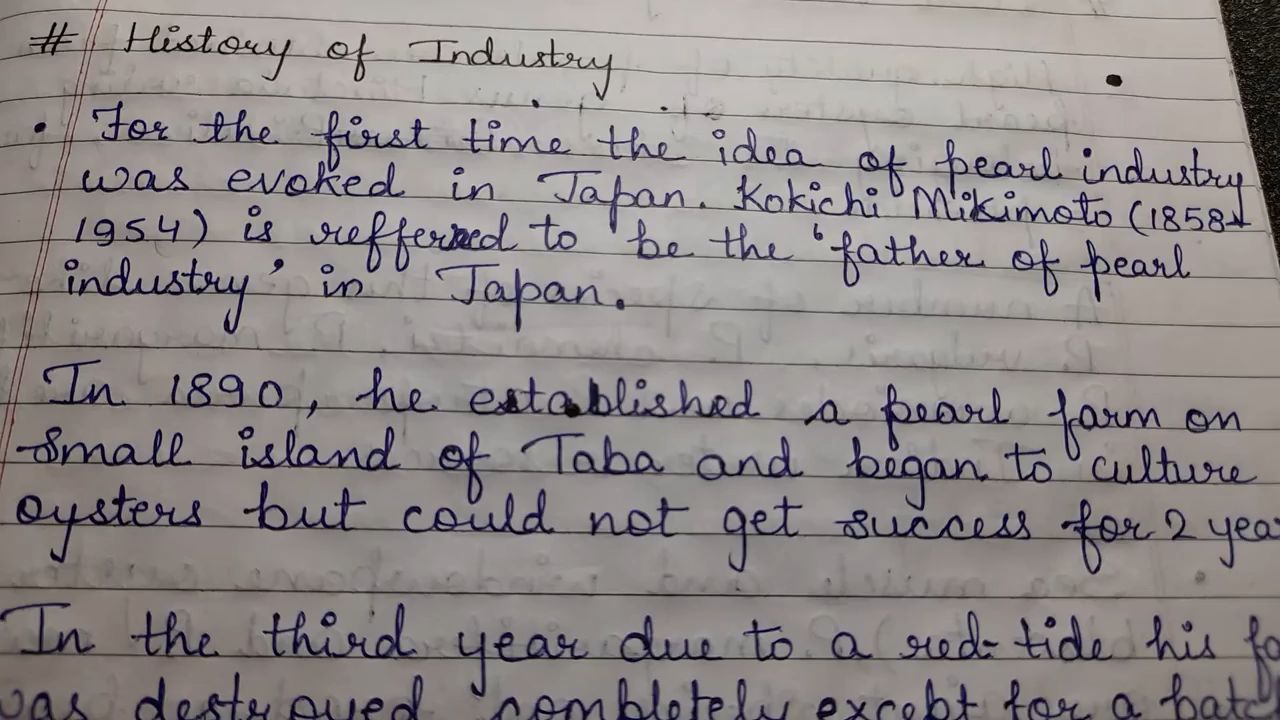 # History of Industry
• For the first time the idea of pearl industry
was evoked in Japan. Kokichi Mikimoto (1858-
1954) is refferred to be the 'father of pearl
industry' in Japan.
In 1890, he established a pearl farm on
small island of Taba and began to culture
oysters but could not get success for 2
In the third year due to a red-tide his
was destroyed completely except for a